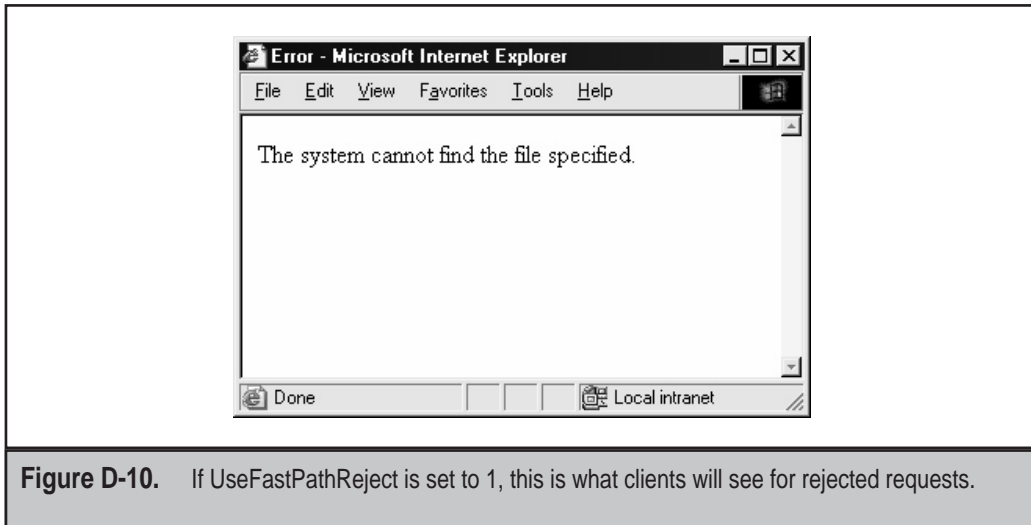 Error - Microsoft Internet Explorer
File Edit View Favorites Tools Help
The system cannot find the file specified.
Done Local intranet
Figure D-10. If UseFastPathReject is set to 1, this is what clients will see for rejected requests.